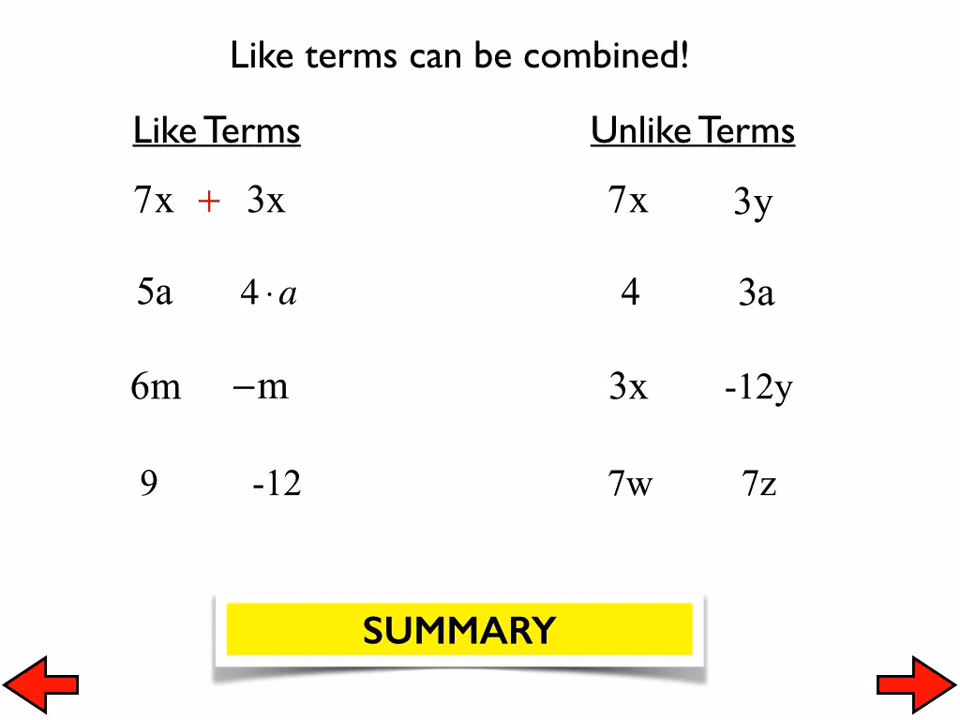 Like terms can be combined!
Like Terms Unlike Terms
7x + 3x 7x 3y
5a 4 · a 4 3a
6m −m 3x -12y
9 -12 7w 7z
SUMMARY